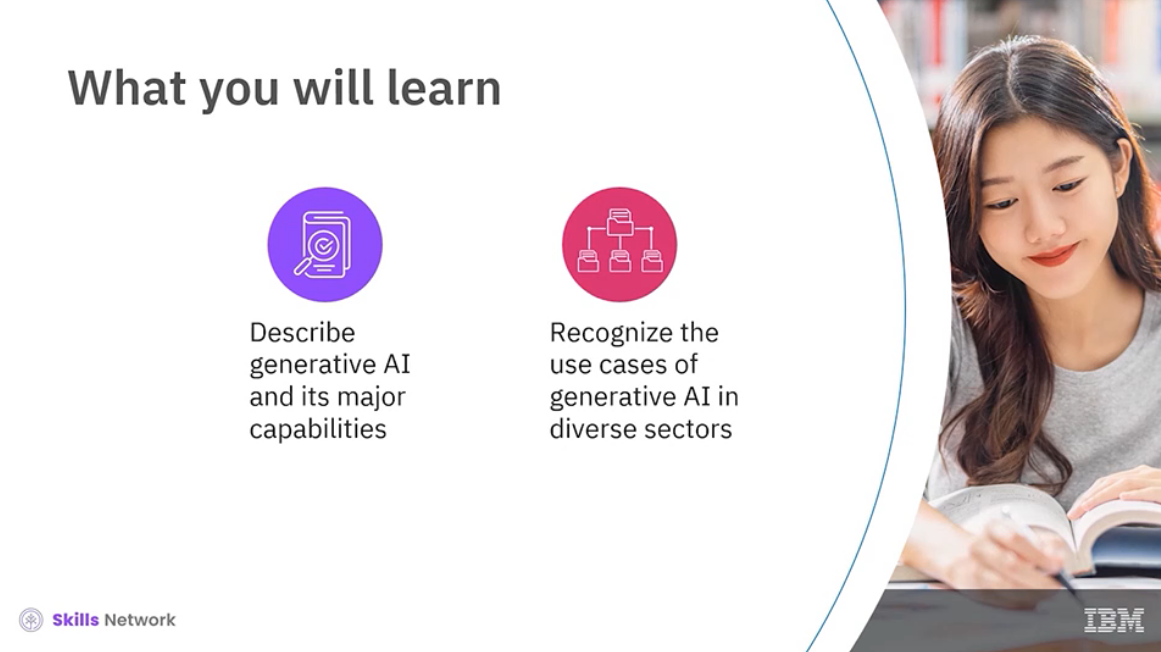 What you will learn
Describe
generative AI
and its major
capabilities
Recognize the
use cases of
generative AI in
diverse sectors
Skills Network
IBM